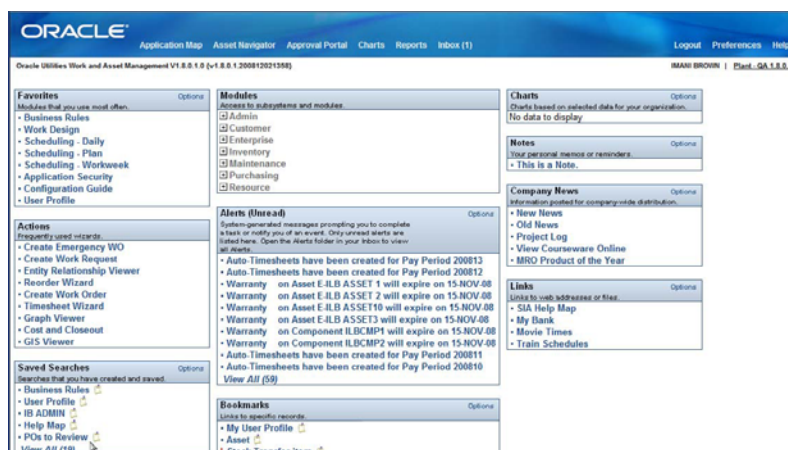 ORACLE
Application Map Asset Navigator Approval Portal Charts Reports Inbox (1) Logout Preferences Help
Oracle Utilities Work and Asset Management V1.8.0.1.0 (v1.8.0.1.200812021358) IMANI BROWN | Plant - QA 1.8.0.
Favorites Options
Modules that you use most often.
Business Rules
Work Design
Scheduling - Daily
Scheduling - Plan
Scheduling - Workweek
Application Security
Configuration Guide
User Profile
Actions
Frequently used wizards.
Create Emergency WO
Create Work Request
Entity Relationship Viewer
Reorder Wizard
Create Work Order
Timesheet Wizard
Graph Viewer
Cost and Closeout
GIS Viewer
Saved Searches Options
Searches that you have created and saved.
Business Rules
User Profile
IB ADMIN
Help Map
POs to Review
View All (19)
Modules
Access to subsystems and modules.
Admin
Customer
Enterprise
Inventory
Maintenance
Purchasing
Resource
Alerts (Unread) Options
System-generated messages prompting you to complete
a task or notify you of an event. Only unread alerts are
listed here. Open the Alerts folder in your Inbox to view
all Alerts.
Auto-Timesheets have been created for Pay Period 200813
Auto-Timesheets have been created for Pay Period 200812
Warranty on Asset E-ILB ASSET 1 will expire on 15-NOV-08
Warranty on Asset E-ILB ASSET 2 will expire on 15-NOV-08
Warranty on Asset E-ILB ASSET10 will expire on 15-NOV-08
Warranty on Asset E-ILB ASSET3 will expire on 15-NOV-08
Warranty on Component ILBCMP1 will expire on 15-NOV-08
Warranty on Component ILBCMP2 will expire on 15-NOV-08
Auto-Timesheets have been created for Pay Period 200811
Auto-Timesheets have been created for Pay Period 200810
View All (59)
Bookmarks Options
Links to specific records.
My User Profile
Asset
Stock Transfer Item
Charts Options
Charts based on selected data for your organization.
No data to display
Notes Options
Your personal memos or reminders.
This is a Note.
Company News Options
Information posted for company-wide distribution.
New News
Old News
Project Log
View Courseware Online
MRO Product of the Year
Links Options
Links to web addresses or files.
SIA Help Map
My Bank
Movie Times
Train Schedules